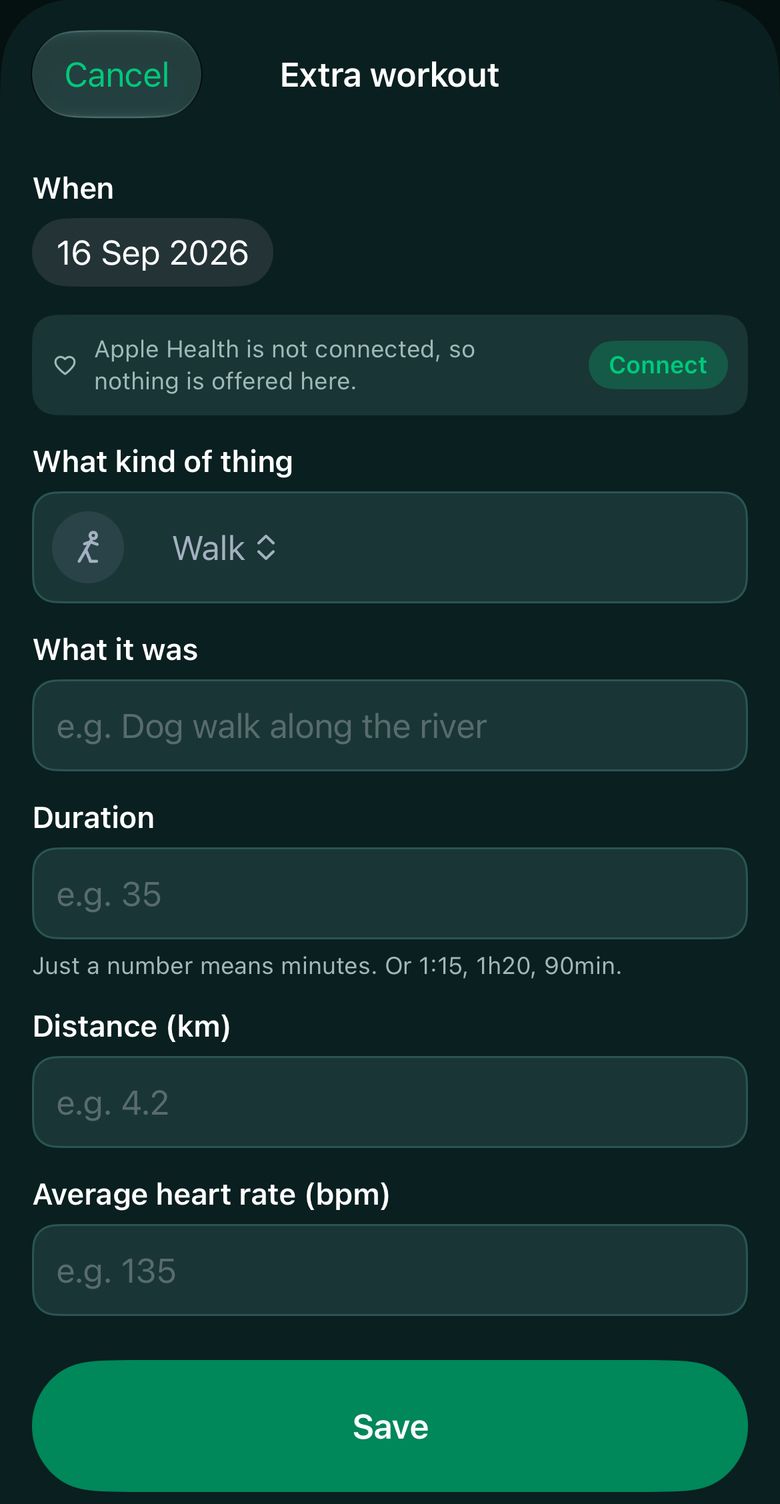 Cancel
Extra workout
When
16 Sep 2026
Apple Health is not connected, so
nothing is offered here.
Connect
What kind of thing
Walk
What it was
e.g. Dog walk along the river
Duration
e.g. 35
Just a number means minutes. Or 1:15, 1h20, 90min.
Distance (km)
e.g. 4.2
Average heart rate (bpm)
e.g. 135
Save